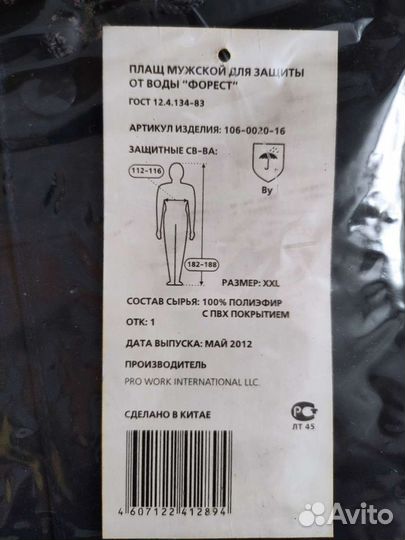 ПЛАЩ МУЖСКОЙ ДЛЯ ЗАЩИТЫ
ОТ ВОДЫ "ФОРЕСТ"
ГОСТ 12.4.134-83
АРТИКУЛ ИЗДЕЛИЯ: 106-0020-16
ЗАЩИТНЫЕ СВ-ВА:
112-116
Ву
182-188
РАЗМЕР: XXL
СОСТАВ СЫРЬЯ: 100% ПОЛИЭФИР
С ПВХ ПОКРЫТИЕМ
ОТК: 1
ДАТА ВЫПУСКА: МАЙ 2012
ПРОИЗВОДИТЕЛЬ
PRO WORK INTERNATIONAL LLC.
СДЕЛАНО В КИТАЕ
РС
ЛТ 45
4607122412894
Avito